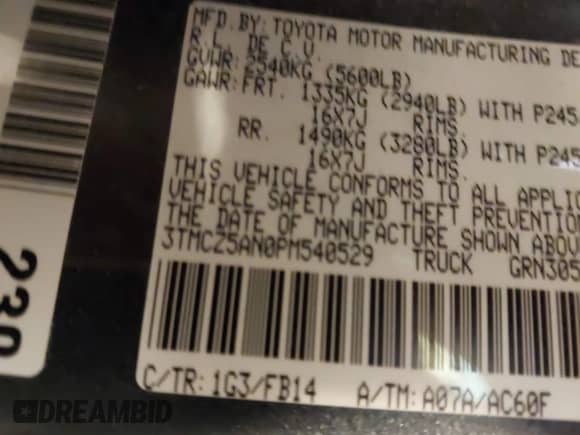 MFD.BY: TOYOTA MOTOR MANUFACTURING DE
R.L. DE C.V.
GVWR: 2540KG (5600LB)
GAWR: FRT. 1335KG (2940LB) WITH P245
16X7J RIMS.
RR. 1490KG (3280LB) WITH P245
16X7J RIMS.
THIS VEHICLE CONFORMS TO ALL APPLIC
VEHICLE SAFETY AND THEFT PREVENTION
THE DATE OF MANUFACTURE SHOWN ABOV
3TMCZ5AN0PM540529 TRUCK GRN305
C/TR: 1G3/FB14 A/TM: A07A/AC60F
230
DREAMBID